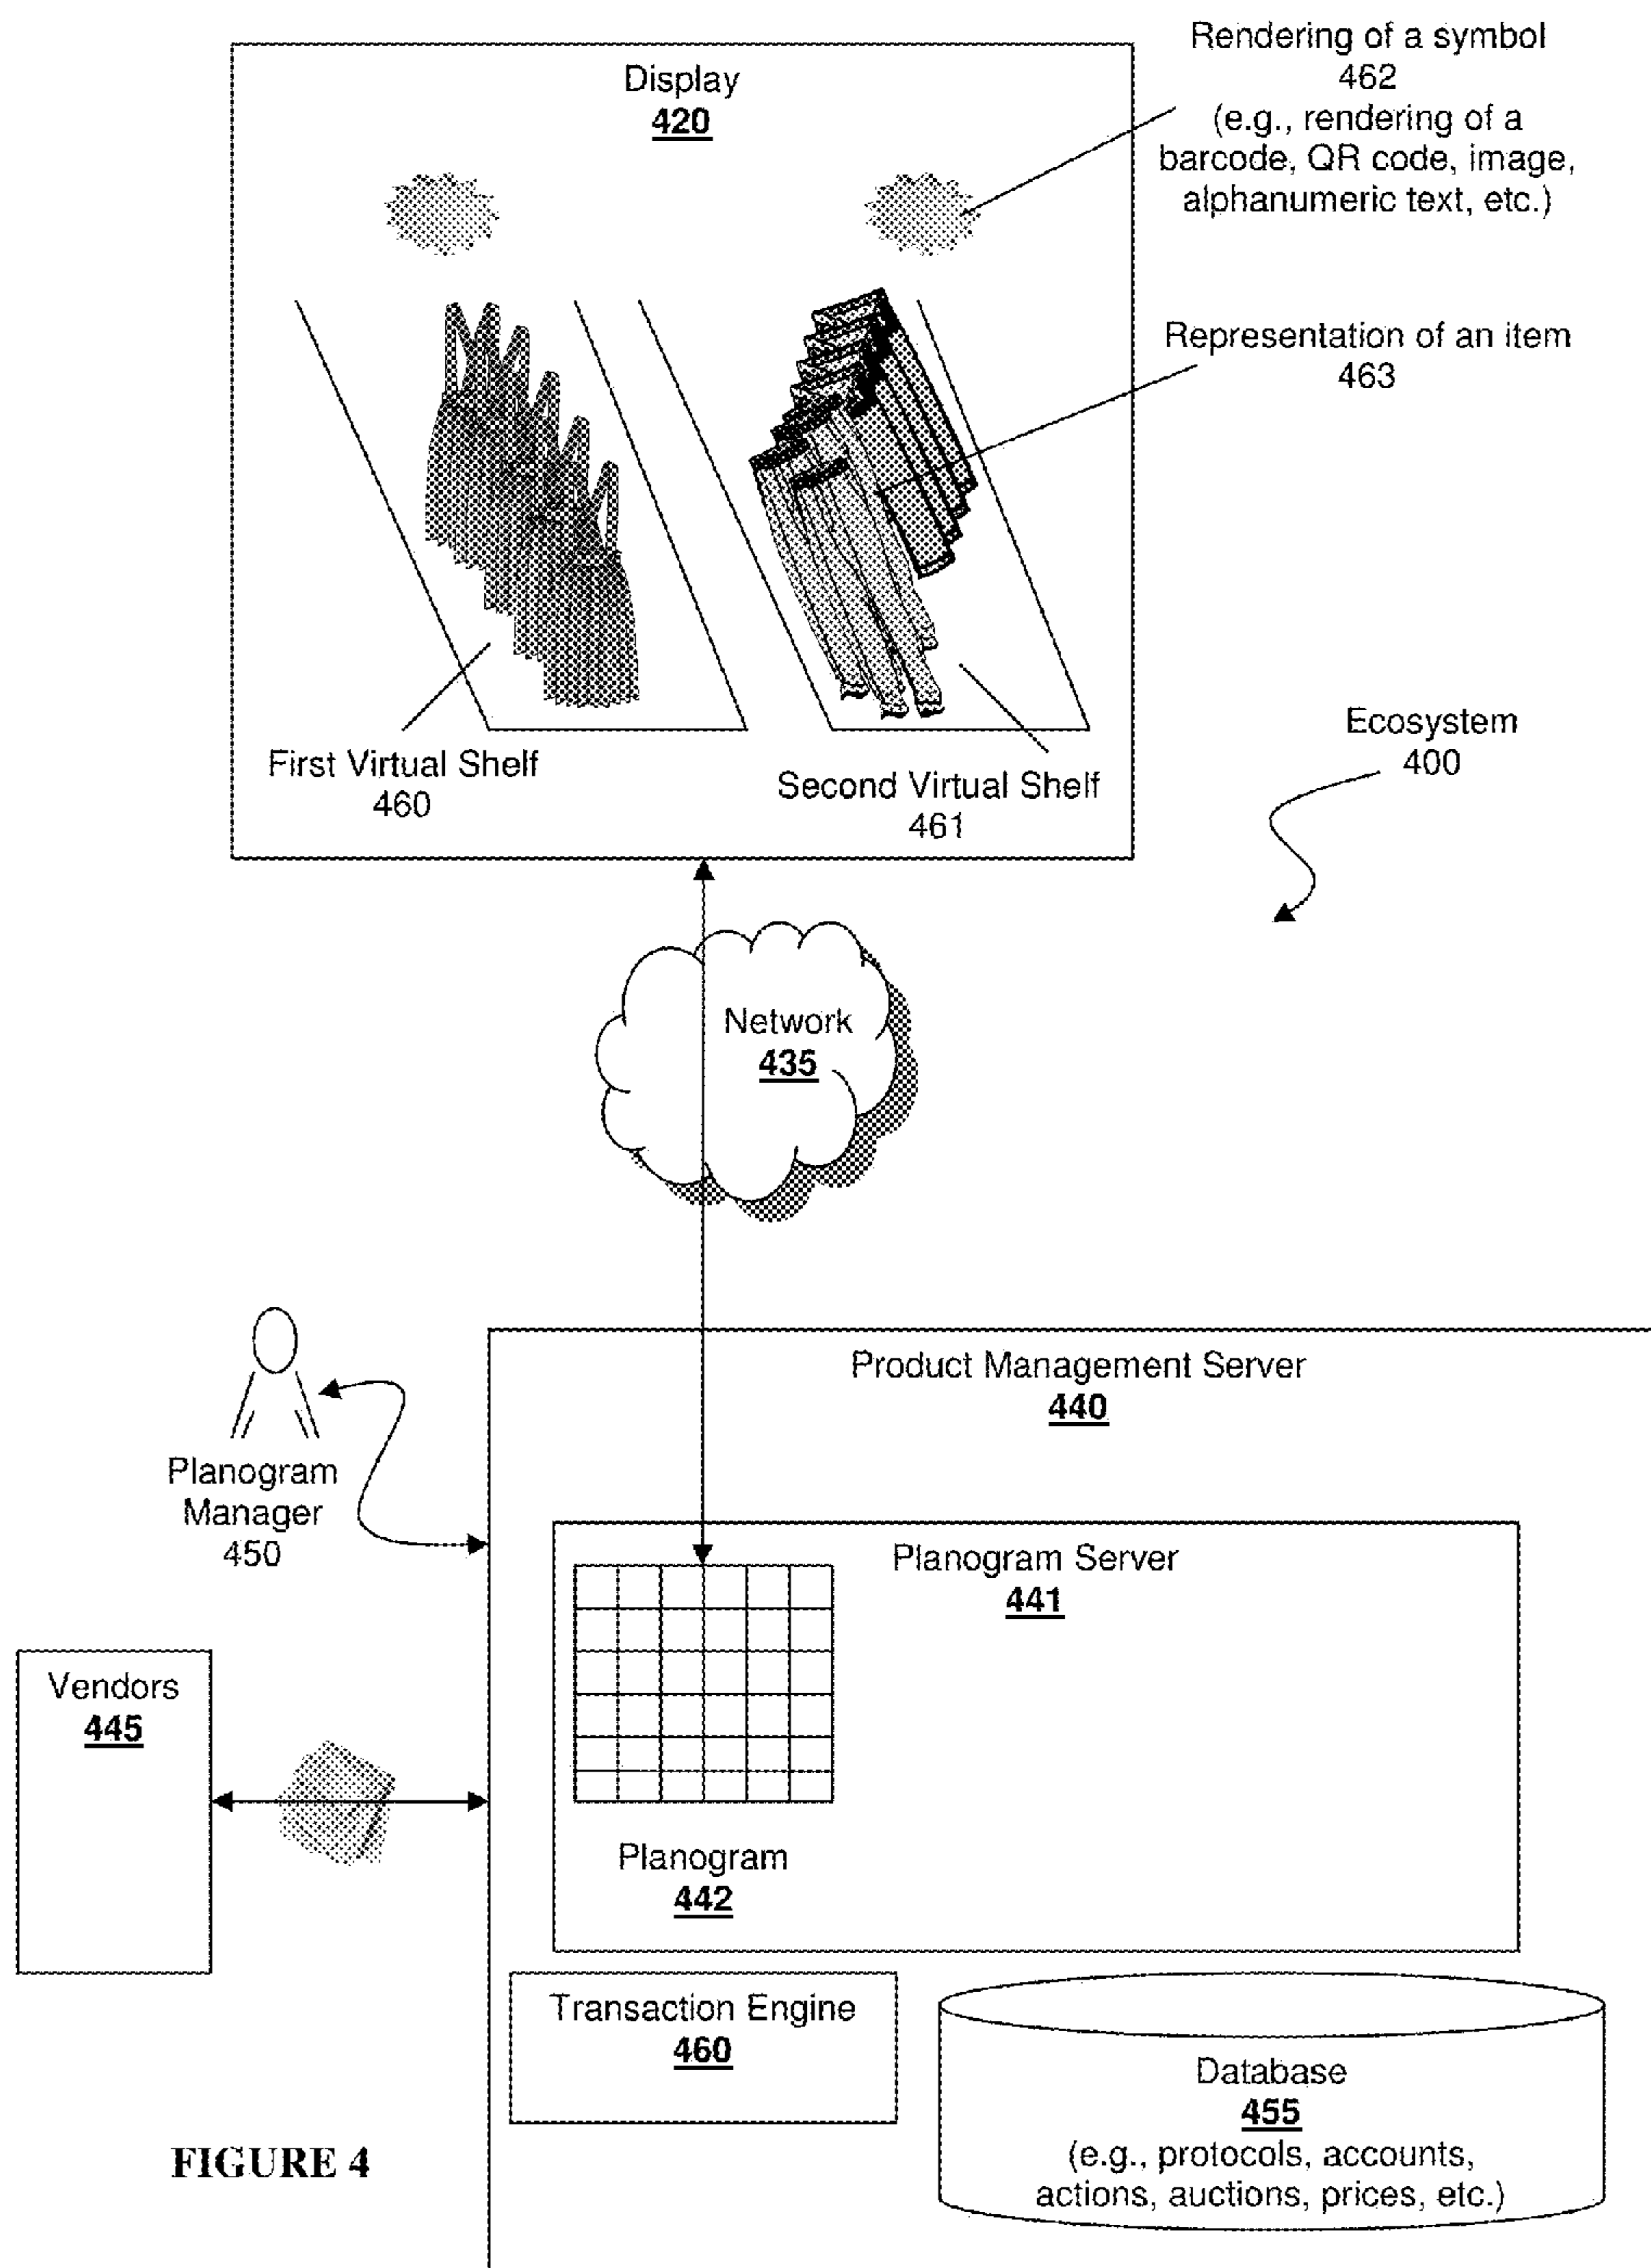 Display
420
Rendering of a symbol
462
(e.g., rendering of a
barcode, QR code, image,
alphanumeric text, etc.)
Representation of an item
463
First Virtual Shelf
460
Second Virtual Shelf
461
Ecosystem
400
Network
435
Planogram
Manager
450
Product Management Server
440
Planogram Server
441
Vendors
445
Planogram
442
Transaction Engine
460
Database
455
(e.g., protocols, accounts,
actions, auctions, prices, etc.)
FIGURE 4